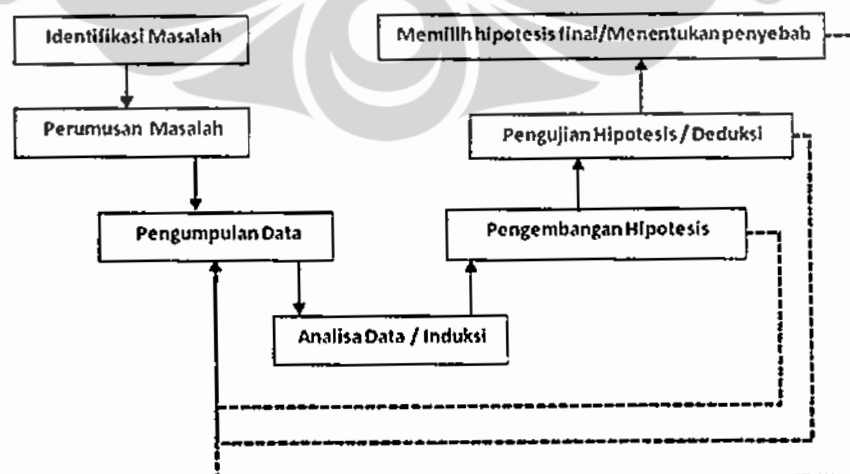 Identifikasi Masalah
Perumusan Masalah
Pengumpulan Data
Analisa Data / Induksi
Pengembangan Hipotesis
Pengujian Hipotesis / Deduksi
Memilih hipotesis final/Menentukan penyebab